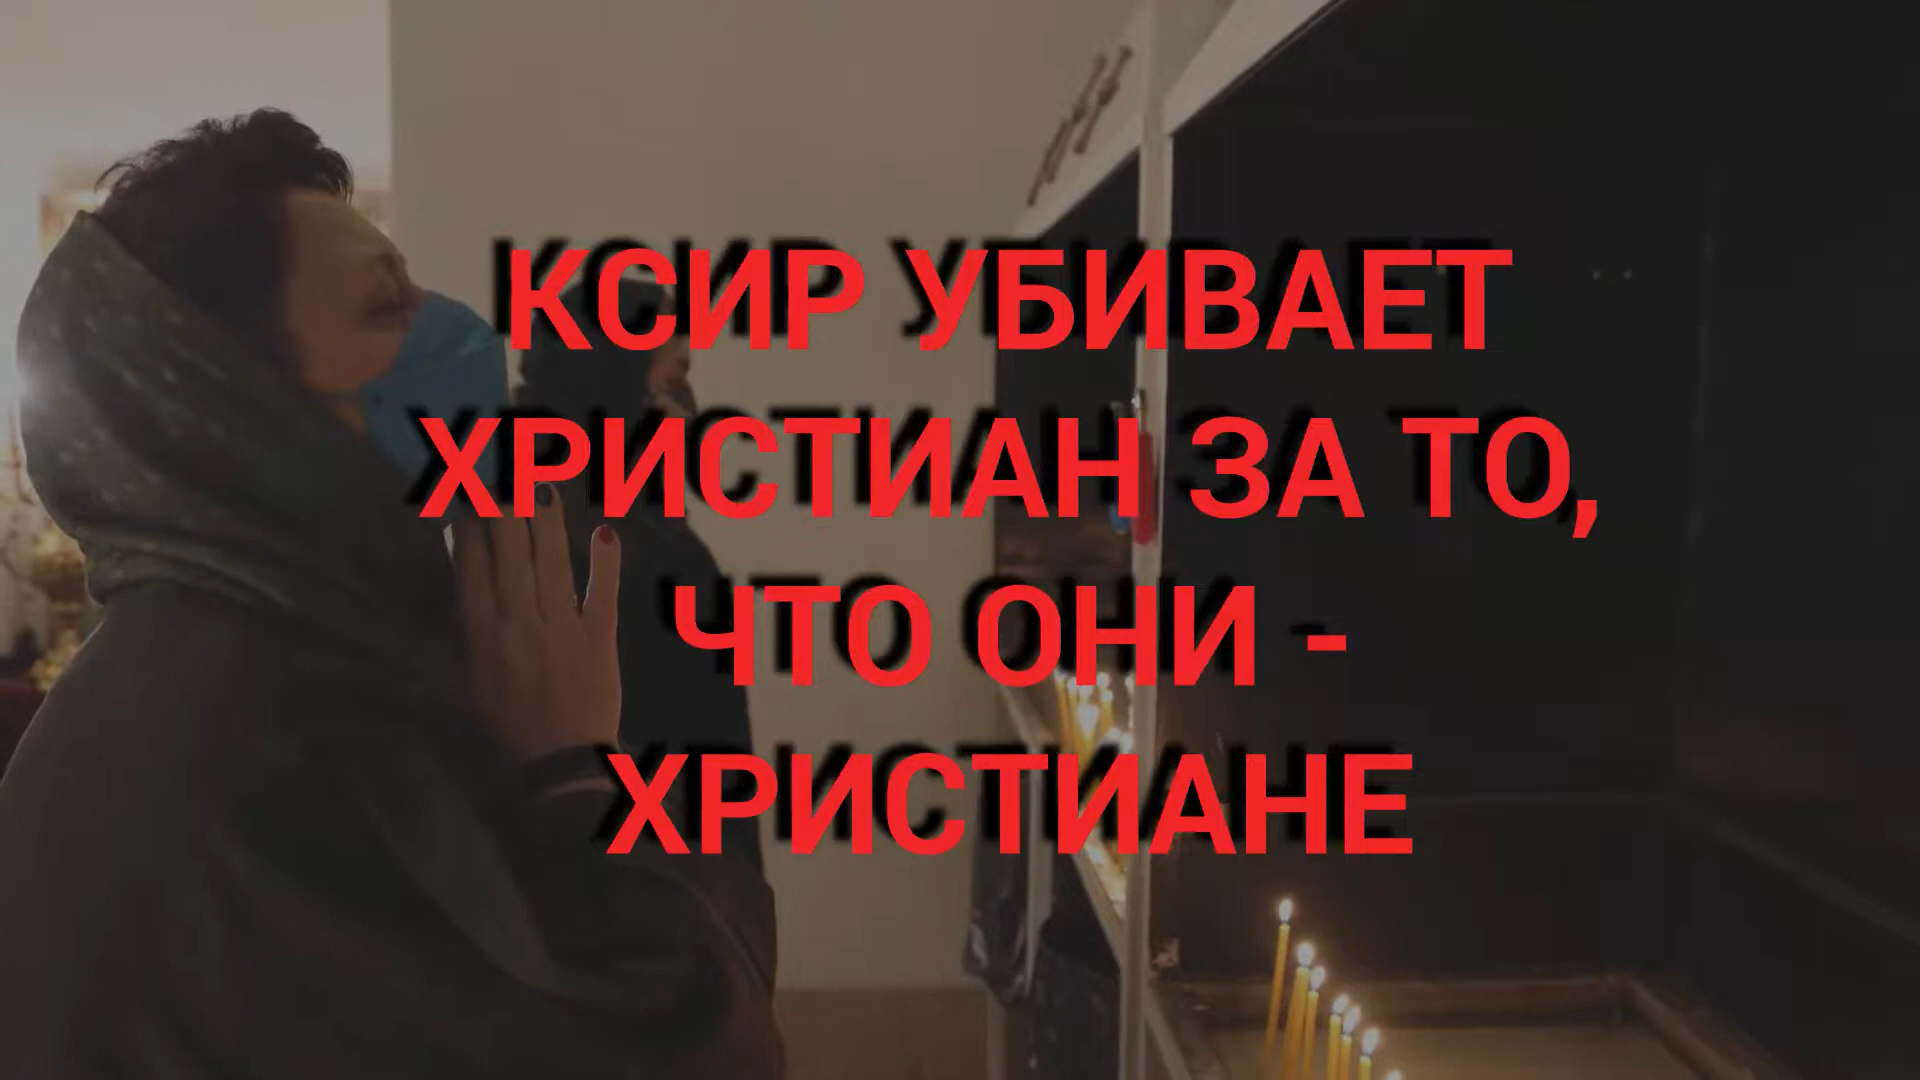 КСИР УБИВАЕТ
ХРИСТИАН ЗА ТО,
ЧТО ОНИ -
ХРИСТИАНЕ